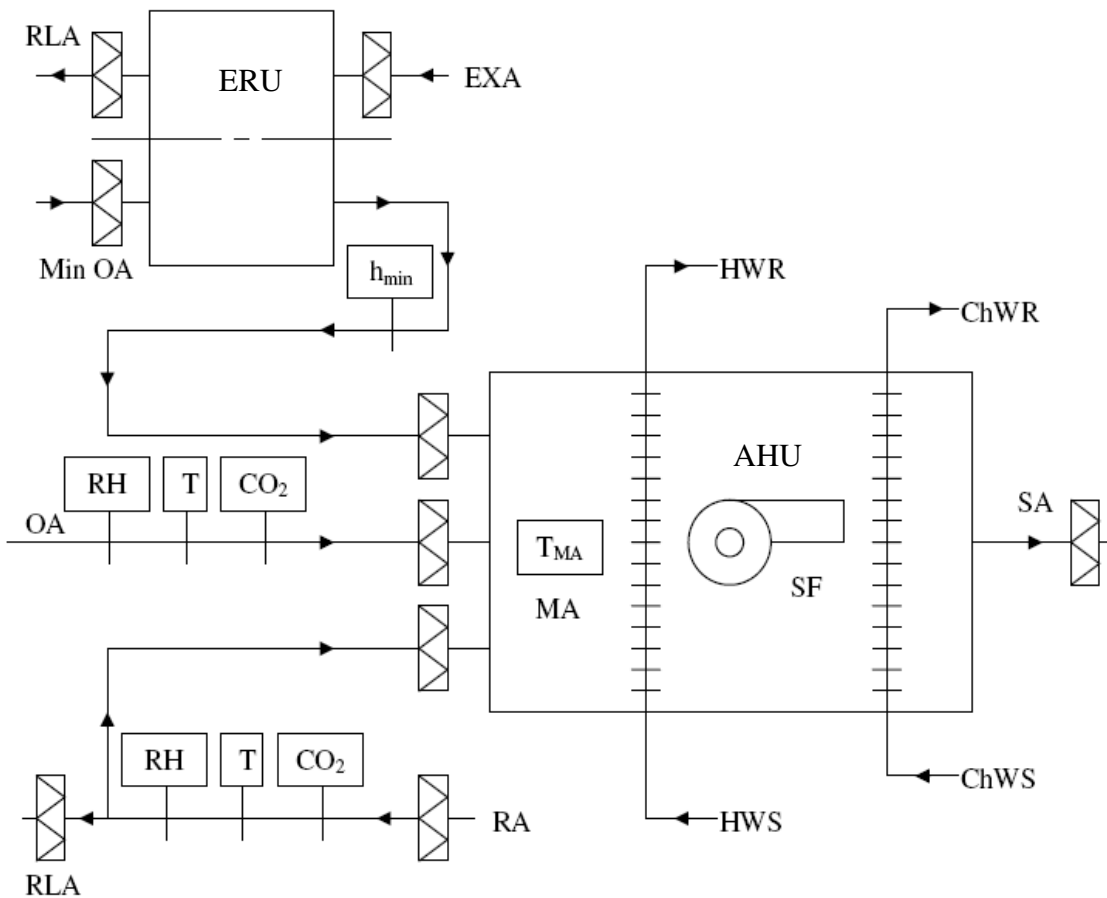 RLA
ERU
EXA
Min OA
h_min
HWR
ChWR
RH
T
CO₂
AHU
OA
SA
T_MA
SF
MA
RH
T
CO₂
ChWS
RA
HWS
RLA